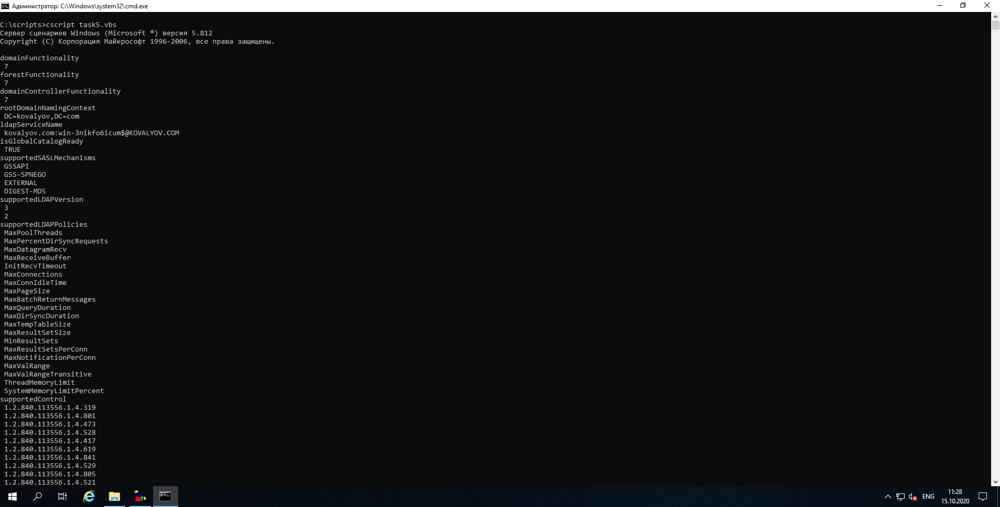 Администратор: C:\Windows\system32\cmd.exe
C:\scripts>cscript task5.vbs
Сервер сценариев Windows (Microsoft ®) версия 5.812
Copyright (C) Корпорация Майкрософт 1996-2006, все права защищены.
domainFunctionality
7
forestFunctionality
7
domainControllerFunctionality
7
rootDomainNamingContext
DC=kovalyov,DC=com
ldapServiceName
kovalyov.com:win-3nikfo6icum$@KOVALYOV.COM
isGlobalCatalogReady
TRUE
supportedSASLMechanisms
GSSAPI
GSS-SPNEGO
EXTERNAL
DIGEST-MD5
supportedLDAPVersion
3
2
supportedLDAPPolicies
MaxPoolThreads
MaxPercentDirSyncRequests
MaxDatagramRecv
MaxReceiveBuffer
InitRecvTimeout
MaxConnections
MaxConnIdleTime
MaxPageSize
MaxBatchReturnMessages
MaxQueryDuration
MaxDirSyncDuration
MaxTempTableSize
MaxResultSetSize
MinResultSets
MaxResultSetsPerConn
MaxNotificationPerConn
MaxValRange
MaxValRangeTransitive
ThreadMemoryLimit
SystemMemoryLimitPercent
supportedControl
1.2.840.113556.1.4.319
1.2.840.113556.1.4.801
1.2.840.113556.1.4.473
1.2.840.113556.1.4.528
1.2.840.113556.1.4.417
1.2.840.113556.1.4.619
1.2.840.113556.1.4.841
1.2.840.113556.1.4.529
1.2.840.113556.1.4.805
1.2.840.113556.1.4.521
ENG
11:28
15.10.2020